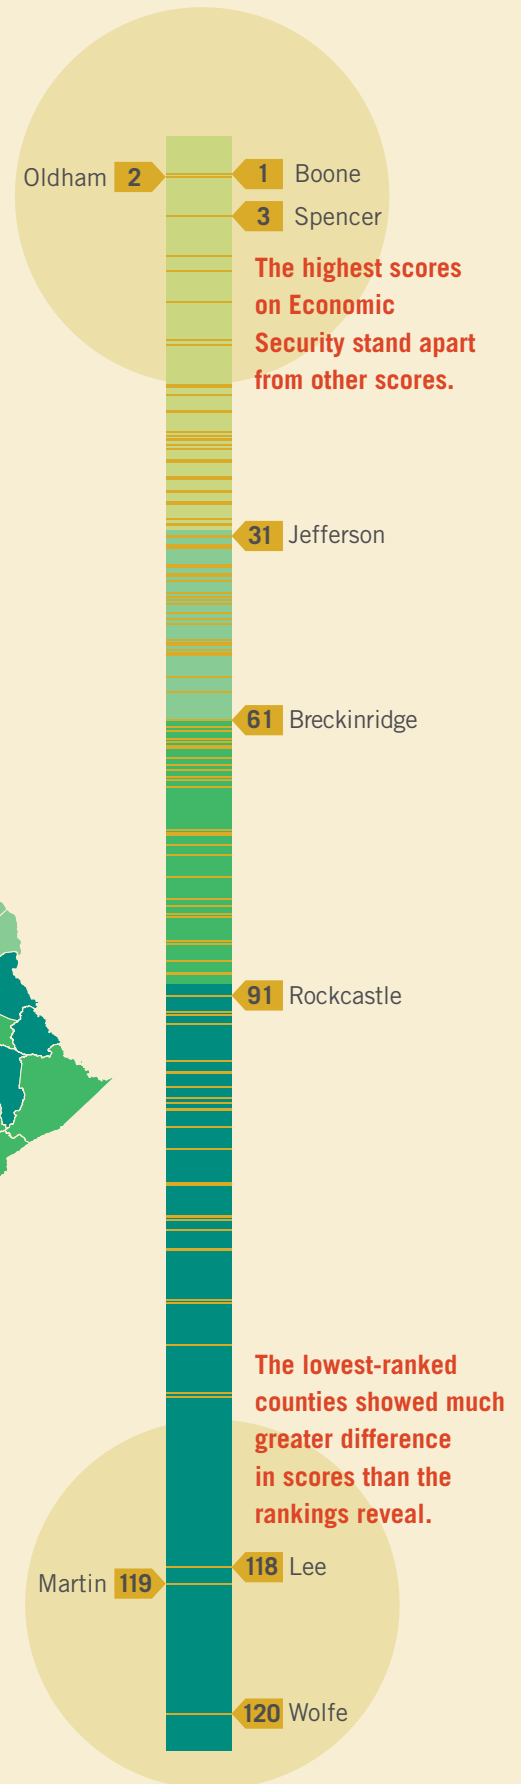 1 Boone
Oldham 2
3 Spencer
The highest scores
on Economic
Security stand apart
from other scores.
31 Jefferson
61 Breckinridge
91 Rockcastle
The lowest-ranked
counties showed much
greater difference
in scores than the
rankings reveal.
118 Lee
Martin 119
120 Wolfe